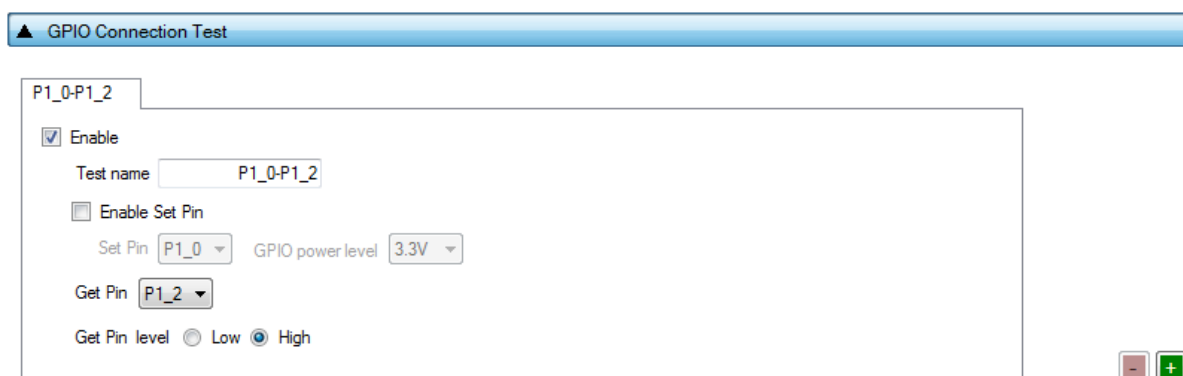 ▲ GPIO Connection Test
P1_0-P1_2
Enable
Test name P1_0-P1_2
Enable Set Pin
Set Pin P1_0 GPIO power level 3.3V
Get Pin P1_2
Get Pin level Low High
- +